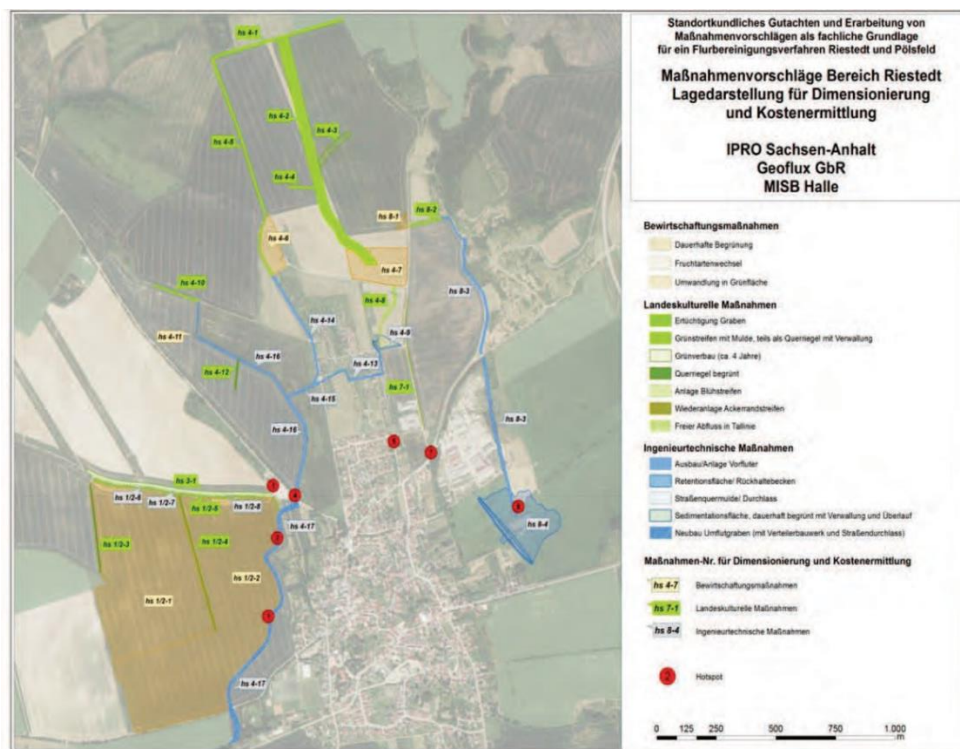 Standortkundliches Gutachten und Erarbeitung von
Maßnahmenvorschlägen als fachliche Grundlage
für ein Flurbereinigungsverfahren Riestedt und Pölsfeld
Maßnahmenvorschläge Bereich Riestedt
Lagedarstellung für Dimensionierung
und Kostenermittlung
IPRO Sachsen-Anhalt
Geoflux GbR
MISB Halle
Bewirtschaftungsmaßnahmen
Dauerhafte Begrünung
Fruchtartenwechsel
Umwandlung in Grünfläche
Landeskulturelle Maßnahmen
Ertüchtigung Graben
Grünstreifen mit Mulde, teils als Querriegel mit Verwallung
Grünverbau (ca. 4 Jahre)
Querriegel begrünt
Anlage Blühstreifen
Wiederanlage Ackerrandstreifen
Freier Abfluss in Tallinie
Ingenieurtechnische Maßnahmen
Ausbau/Anlage Vorfluter
Retentionsfläche/ Rückhaltebecken
Straßenquermulde/ Durchlass
Sedimentationsfläche, dauerhaft begrünt mit Verwallung und Überlauf
Neubau Umflutgraben (mit Verteilerbauwerk und Straßendurchlass)
Maßnahmen-Nr. für Dimensionierung und Kostenermittlung
hs 4-7 Bewirtschaftungsmaßnahmen
hs 7-1 Landeskulturelle Maßnahmen
hs 8-4 Ingenieurtechnische Maßnahmen
2 Hotspot
0 125 250 500 750 1.000
m
hs 4-1
hs 4-2
hs 4-3
hs 4-5
hs 4-4
hs 8-1
hs 8-2
hs 4-6
hs 4-7
hs 4-10
hs 8-3
hs 4-8
hs 4-14
hs 4-9
hs 4-11
hs 4-16
hs 4-13
hs 4-12
hs 7-1
hs 4-15
hs 8-3
hs 4-16
hs 3-1
hs 1/2-6
hs 1/2-7
hs 1/2-5
hs 1/2-8
4
7
hs 8-4
hs 4-17
hs 1/2-3
hs 1/2-4
hs 1/2-2
hs 1/2-1
hs 4-17